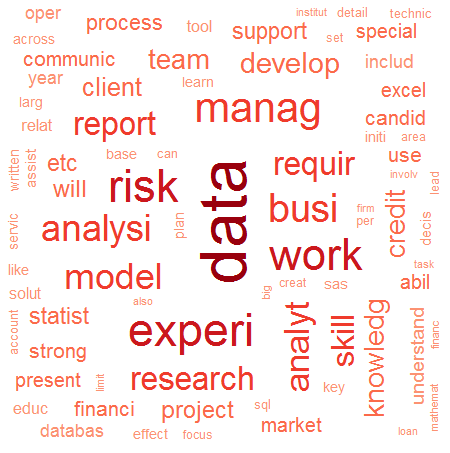 institut
detail
technic
oper
process
tool
support
set
special
across
communic
team
develop
includ
year
client
learn
excel
larg
manag
candid
relat
report
initi
area
written
assist
etc
base
can
requir
use
involv
will
risk
data
busi
credit
lead
servic
analysi
plan
work
firm
per
decis
like
model
big
creat
sas
task
abil
solut
also
account
statist
experi
analyt
skill
knowledg
understand
financ
strong
present
limit
research
key
mathemat
educ
financi
project
sql
market
databas
effect
focus
loan